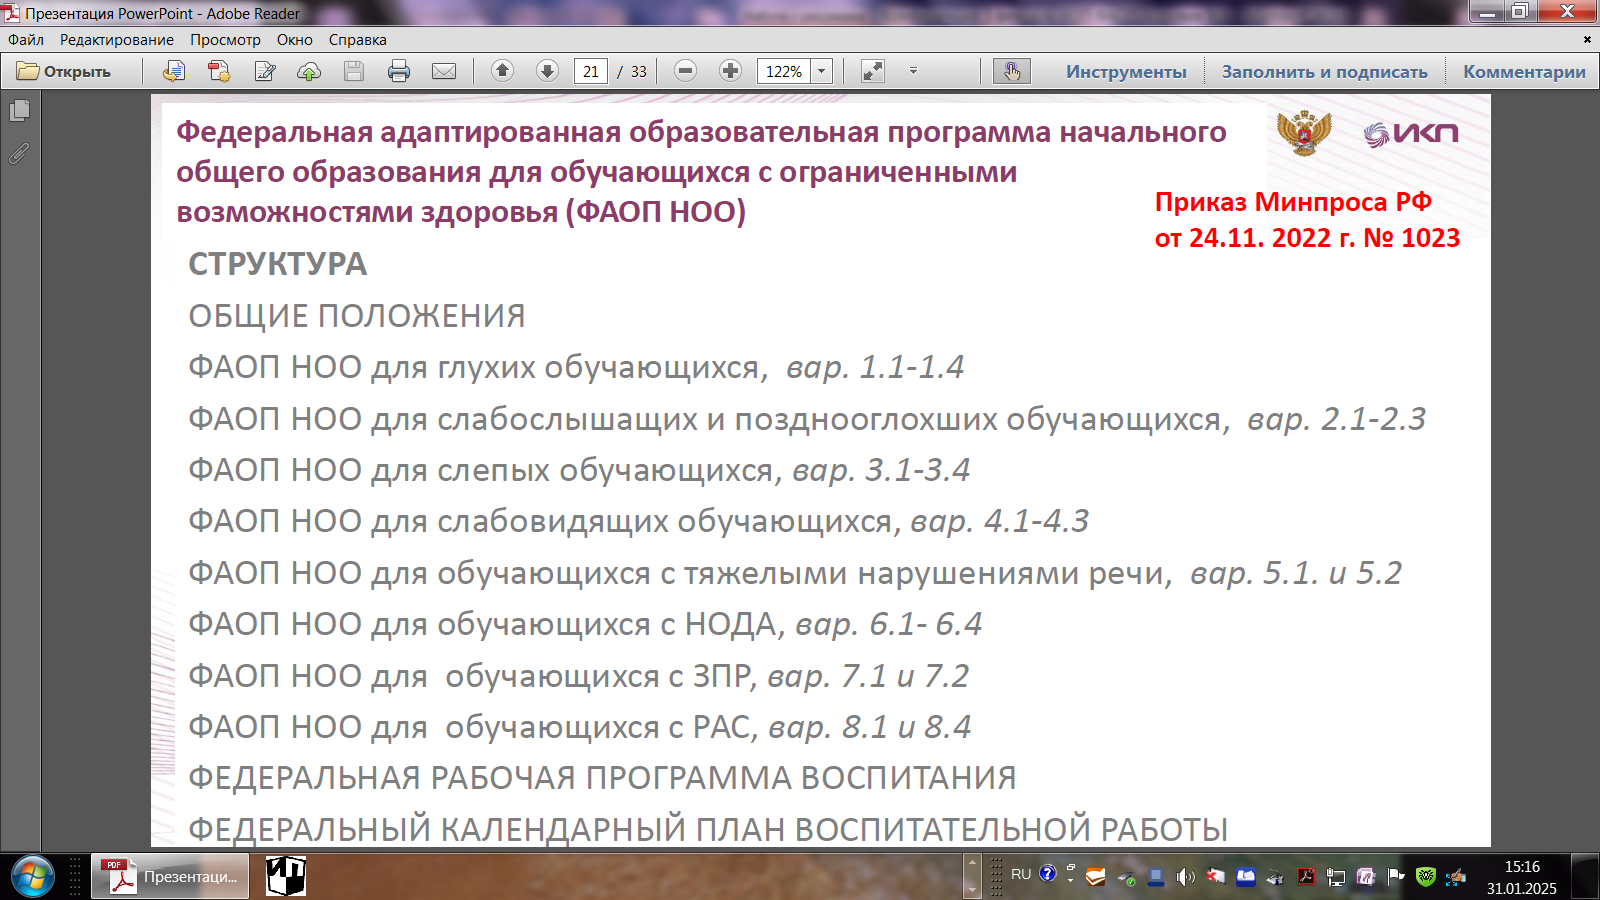 Презентация PowerPoint - Adobe Reader
Файл Редактирование Просмотр Окно Справка
Открыть 21 / 33 122% Инструменты Заполнить и подписать Комментарии
Федеральная адаптированная образовательная программа начального
общего образования для обучающихся с ограниченными
возможностями здоровья (ФАОП НОО)
ИКП
Приказ Минпроса РФ
от 24.11. 2022 г. № 1023
СТРУКТУРА
ОБЩИЕ ПОЛОЖЕНИЯ
ФАОП НОО для глухих обучающихся, вар. 1.1-1.4
ФАОП НОО для слабослышащих и позднооглохших обучающихся, вар. 2.1-2.3
ФАОП НОО для слепых обучающихся, вар. 3.1-3.4
ФАОП НОО для слабовидящих обучающихся, вар. 4.1-4.3
ФАОП НОО для обучающихся с тяжелыми нарушениями речи, вар. 5.1. и 5.2
ФАОП НОО для обучающихся с НОДА, вар. 6.1- 6.4
ФАОП НОО для обучающихся с ЗПР, вар. 7.1 и 7.2
ФАОП НОО для обучающихся с РАС, вар. 8.1 и 8.4
ФЕДЕРАЛЬНАЯ РАБОЧАЯ ПРОГРАММА ВОСПИТАНИЯ
ФЕДЕРАЛЬНЫЙ КАЛЕНДАРНЫЙ ПЛАН ВОСПИТАТЕЛЬНОЙ РАБОТЫ
PDF
Презентаци...
RU
15:16
31.01.2025